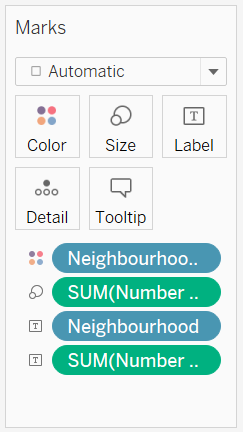 Marks
Automatic
Color Size Label
Detail Tooltip
Neighbourhoo..
SUM(Number ..
T Neighbourhood
T SUM(Number ..